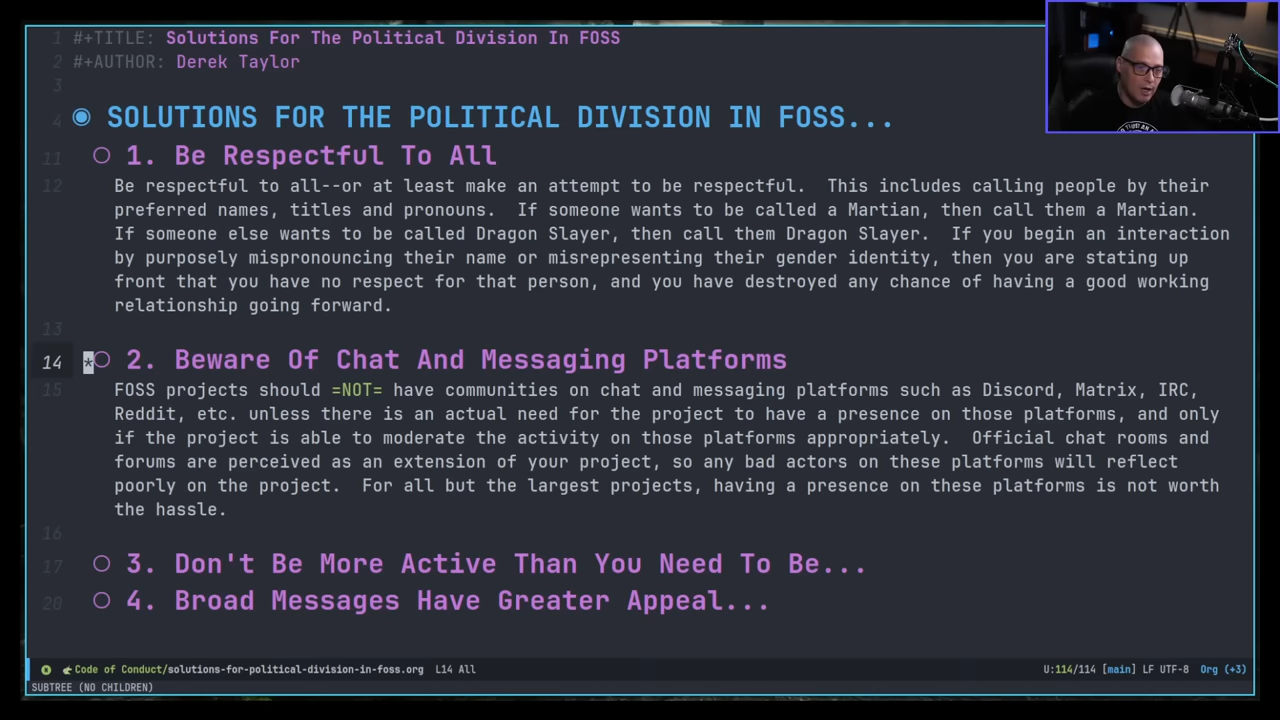 1 #+TITLE: Solutions For The Political Division In FOSS
2 #+AUTHOR: Derek Taylor
3
4 SOLUTIONS FOR THE POLITICAL DIVISION IN FOSS...
11 1. Be Respectful To All
12 Be respectful to all--or at least make an attempt to be respectful.  This includes calling people by their
preferred names, titles and pronouns.  If someone wants to be called a Martian, then call them a Martian.
If someone else wants to be called Dragon Slayer, then call them Dragon Slayer.  If you begin an interaction
by purposely mispronouncing their name or misrepresenting their gender identity, then you are stating up
front that you have no respect for that person, and you have destroyed any chance of having a good working
relationship going forward.
13
14 * 2. Beware Of Chat And Messaging Platforms
15 FOSS projects should =NOT= have communities on chat and messaging platforms such as Discord, Matrix, IRC,
Reddit, etc. unless there is an actual need for the project to have a presence on those platforms, and only
if the project is able to moderate the activity on those platforms appropriately.  Official chat rooms and
forums are perceived as an extension of your project, so any bad actors on these platforms will reflect
poorly on the project.  For all but the largest projects, having a presence on these platforms is not worth
the hassle.
16
17 3. Don't Be More Active Than You Need To Be...
20 4. Broad Messages Have Greater Appeal...
Code of Conduct/solutions-for-political-division-in-foss.org L14 All U:114/114 [main] LF UTF-8 Org (+3)
SUBTREE (NO CHILDREN)